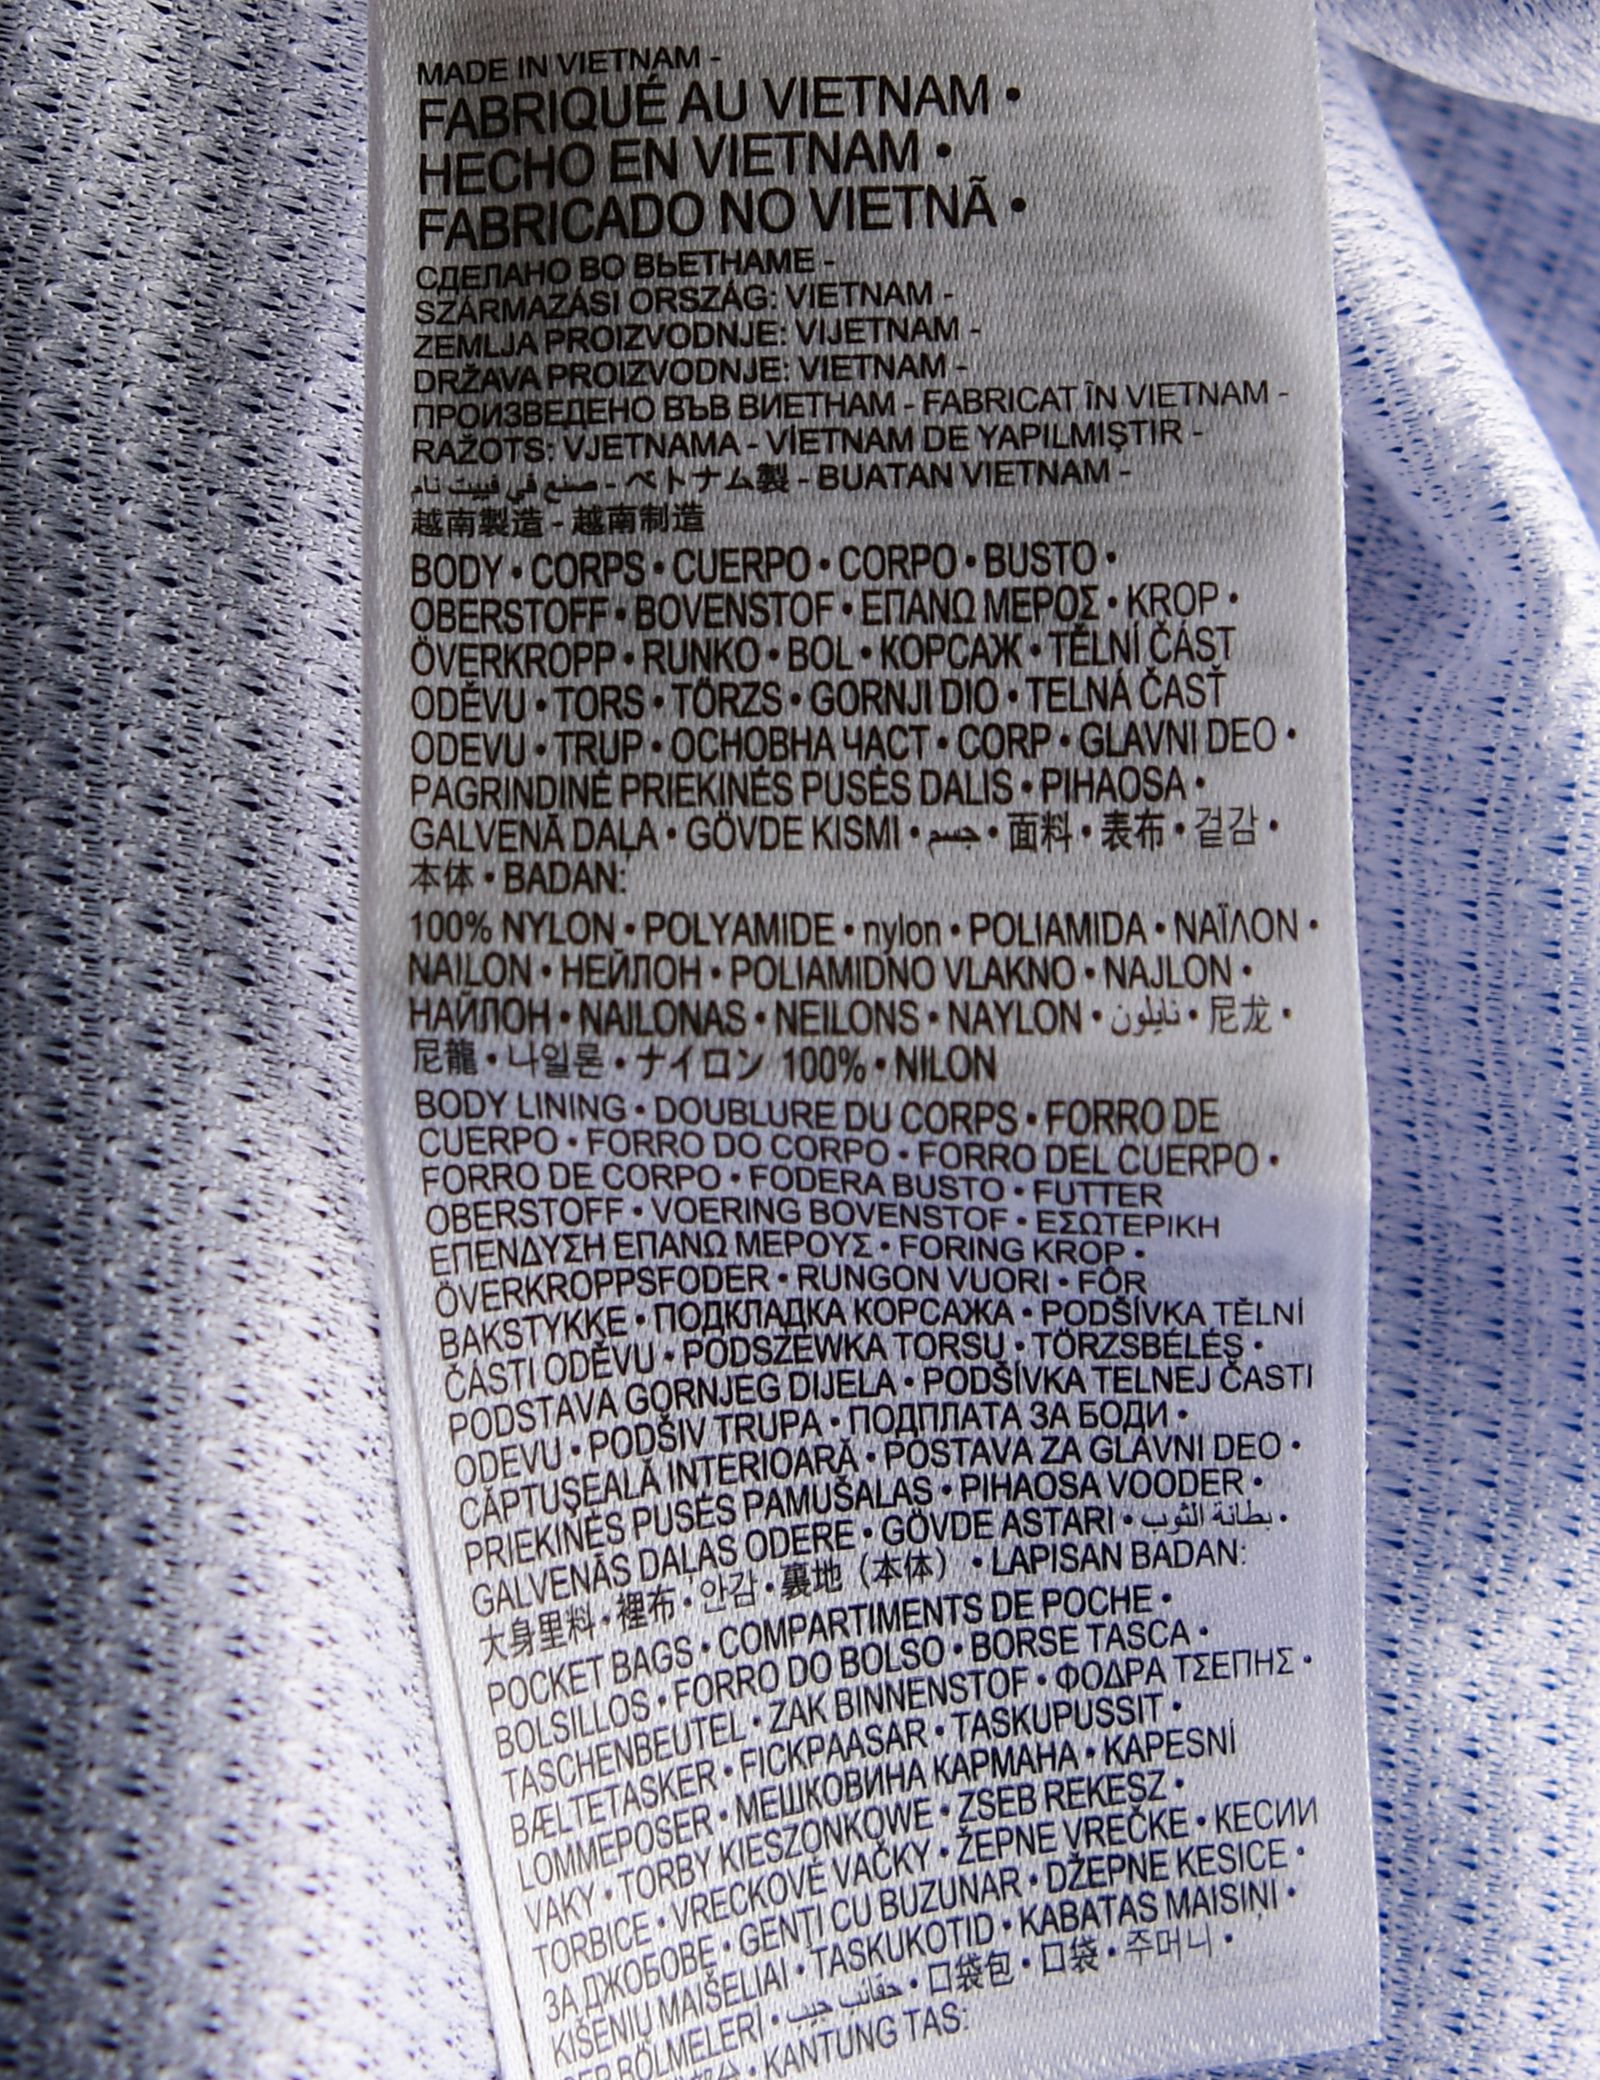 MADE IN VIETNAM -
FABRIQUÉ AU VIETNAM •
HECHO EN VIETNAM •
FABRICADO NO VIETNÃ •
СДЕЛАНО ВО ВЬЕТНАМЕ -
SZÁRMAZÁSI ORSZÁG: VIETNAM -
ZEMLJA PROIZVODNJE: VIJETNAM -
DRŽAVA PROIZVODNJE: VIETNAM -
ПРОИЗВЕДЕНО ВЪВ ВИЕТНАМ - FABRICAT ÎN VIETNAM -
RAŽOTS: VJETNAMA - VİETNAM DE YAPILMIŞTIR -
صنع في فييت نام - ベトナム製 - BUATAN VIETNAM -
越南製造 - 越南制造
BODY • CORPS • CUERPO • CORPO • BUSTO •
OBERSTOFF • BOVENSTOF • ΕΠΑΝΩ ΜΕΡΟΣ • KROP •
ÖVERKROPP • RUNKO • BOL • КОРСАЖ • TĚLNÍ ČÁST
ODĚVU • TORS • TÖRZS • GORNJI DIO • TELNÁ ČASŤ
ODEVU • TRUP • ОСНОВНА ЧАСТ • CORP • GLAVNI DEO •
PAGRINDINĖ PRIEKINĖS PUSĖS DALIS • PIHAOSA •
GALVENĀ DAĻA • GÖVDE KISMI • جسم • 面料 • 表布 • 겉감 •
本体 • BADAN:
100% NYLON • POLYAMIDE • nylon • POLIAMIDA • ΝΑΪΛΟΝ •
NAILON • НЕЙЛОН • POLIAMIDNO VLAKNO • NAJLON •
НАЙЛОН • NAILONAS • NEILONS • NAYLON • نايلون • 尼龙 •
尼龍 • 나일론 • ナイロン 100% • NILON
BODY LINING • DOUBLURE DU CORPS • FORRO DE
CUERPO • FORRO DO CORPO • FORRO DEL CUERPO •
FORRO DE CORPO • FODERA BUSTO • FUTTER
OBERSTOFF • VOERING BOVENSTOF • ΕΣΩΤΕΡΙΚΗ
ΕΠΕΝΔΥΣΗ ΕΠΑΝΩ ΜΕΡΟΥΣ • FORING KROP •
ÖVERKROPPSFODER • RUNGON VUORI • FÔR
BAKSTYKKE • ПОДКЛАДКА КОРСАЖА • PODŠÍVKA TĚLNÍ
ČÁSTI ODĚVU • PODSZEWKA TORSU • TÖRZSBÉLÉS •
PODSTAVA GORNJEG DIJELA • PODŠÍVKA TELNEJ ČASTI
ODEVU • PODŠIV TRUPA • ПОДПЛАТА ЗА БОДИ •
CĂPTUȘEALĂ INTERIOARĂ • POSTAVA ZA GLAVNI DEO •
PRIEKINĖS PUSĖS PAMUŠALAS • PIHAOSA VOODER •
GALVENĀS DAĻAS ODERE • GÖVDE ASTARI • بطانة الثوب •
大身里料 • 裡布 • 안감 • 裏地（本体） • LAPISAN BADAN:
POCKET BAGS • COMPARTIMENTS DE POCHE •
BOLSILLOS • FORRO DO BOLSO • BORSE TASCA •
TASCHENBEUTEL • ZAK BINNENSTOF • ΦΟΔΡΑ ΤΣΕΠΗΣ •
BÆLTETASKER • FICKPAASAR • TASKUPUSSIT •
LOMMEPOSER • МЕШКОВИНА КАРМАНА • KAPESNÍ
VAKY • TORBY KIESZONKOWE • ZSEB REKESZ •
TORBICE • VRECKOVÉ VAČKY • ŽEPNE VREČKE • КЕСИИ
ЗА ДЖОБОВЕ • GENȚI CU BUZUNAR • DŽEPNE KESICE •
KIŠENIŲ MAIŠELIAI • TASKUKOTID • KABATAS MAISIŅI •
BÖLMELERİ • حقائب جيب • 口袋包 • 口袋 • 주머니 •
• KANTUNG TAS: